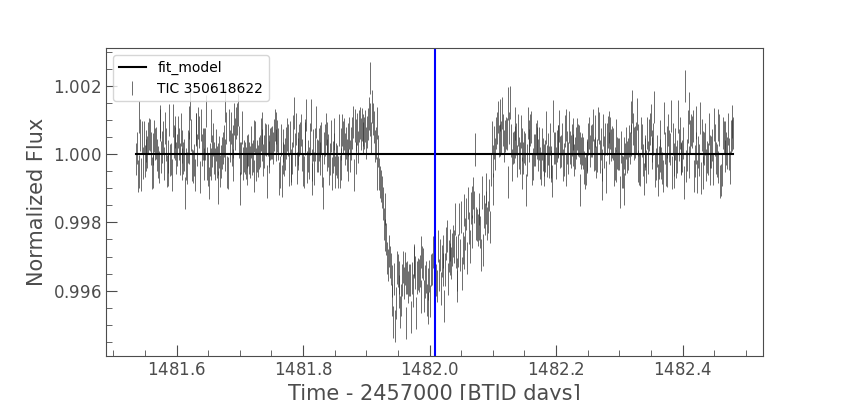 fit_model
TIC 350618622
1.002
1.000
0.998
0.996
Normalized Flux
1481.6 1481.8 1482.0 1482.2 1482.4
Time - 2457000 [BTJD days]